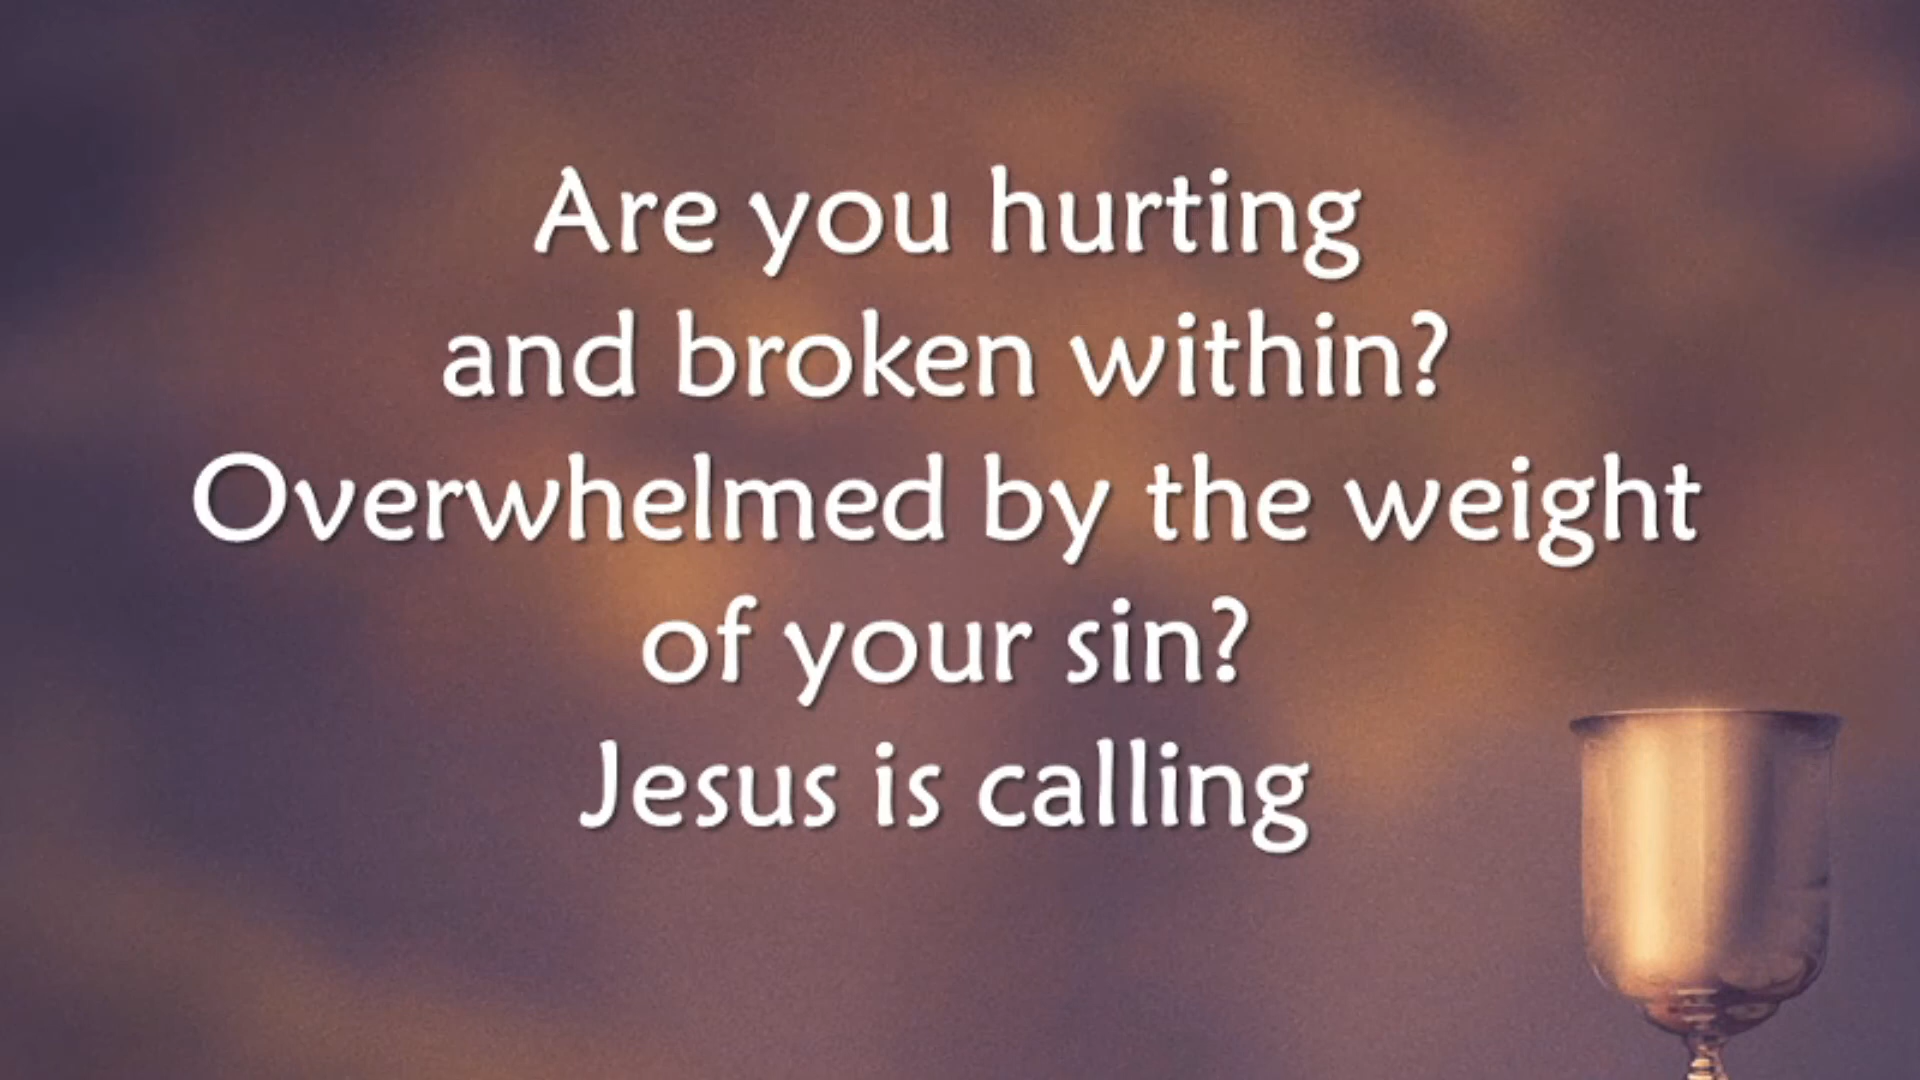 Are you hurting
and broken within?
Overwhelmed by the weight
of your sin?
Jesus is calling